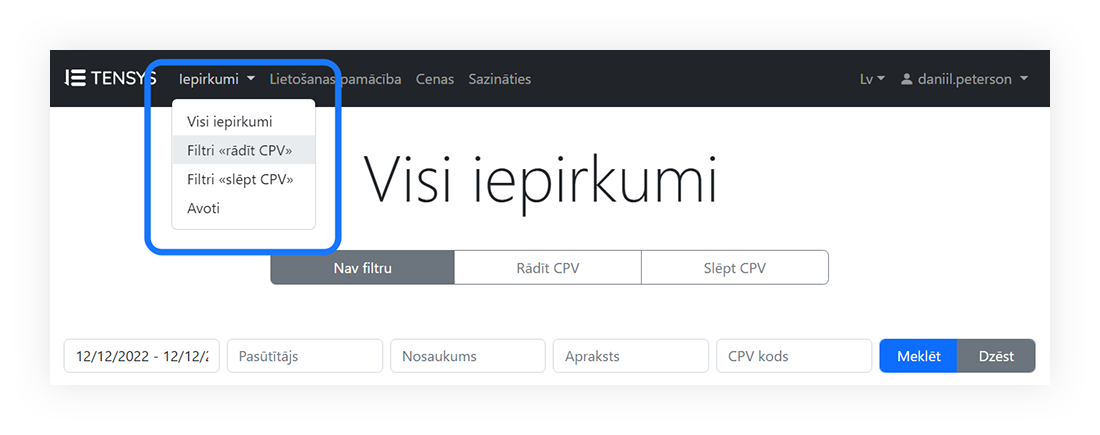 TENSYS Iepirkumi Lietošanas pamācība Cenas Sazināties Lv daniil.peterson
Visi iepirkumi
Filtri «rādīt CPV»
Filtri «slēpt CPV»
Avoti
Visi iepirkumi
Nav filtru Rādīt CPV Slēpt CPV
12/12/2022 - 12/12/ Pasūtītājs Nosaukums Apraksts CPV kods Meklēt Dzēst